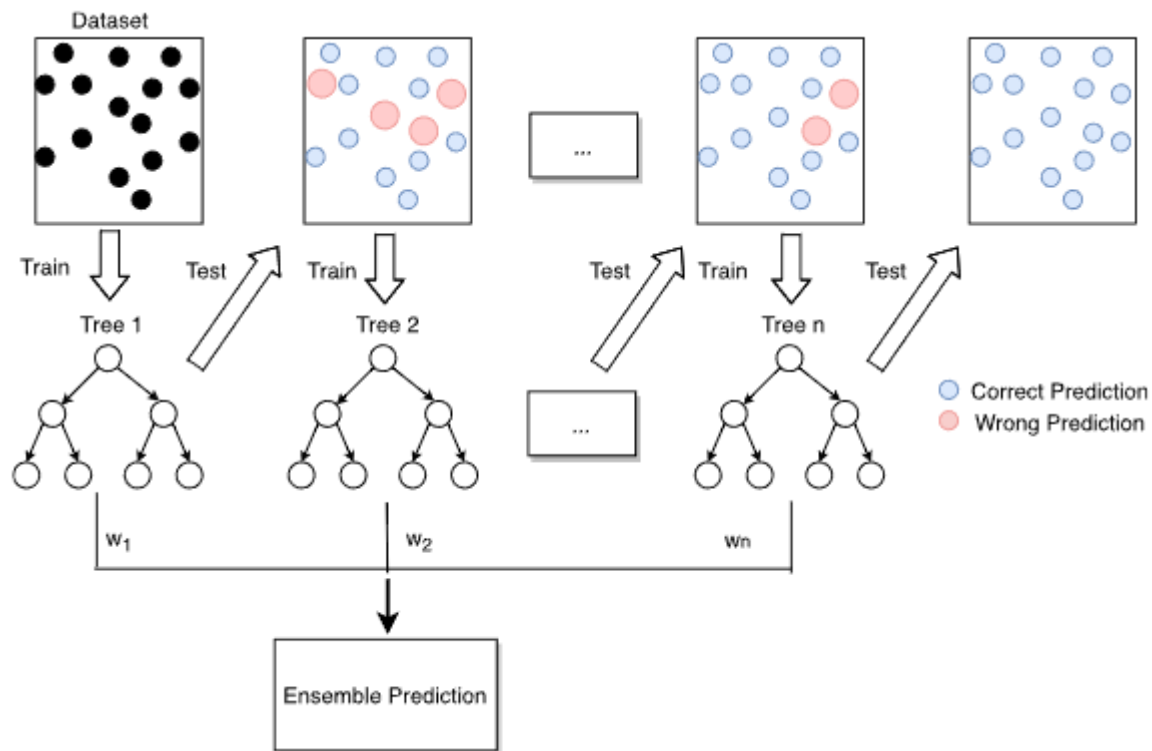 Dataset
...
Train
Test
Train
Test
Train
Test
Tree 1
Tree 2
Tree n
Correct Prediction
...
Wrong Prediction
w1
w2
wn
Ensemble Prediction